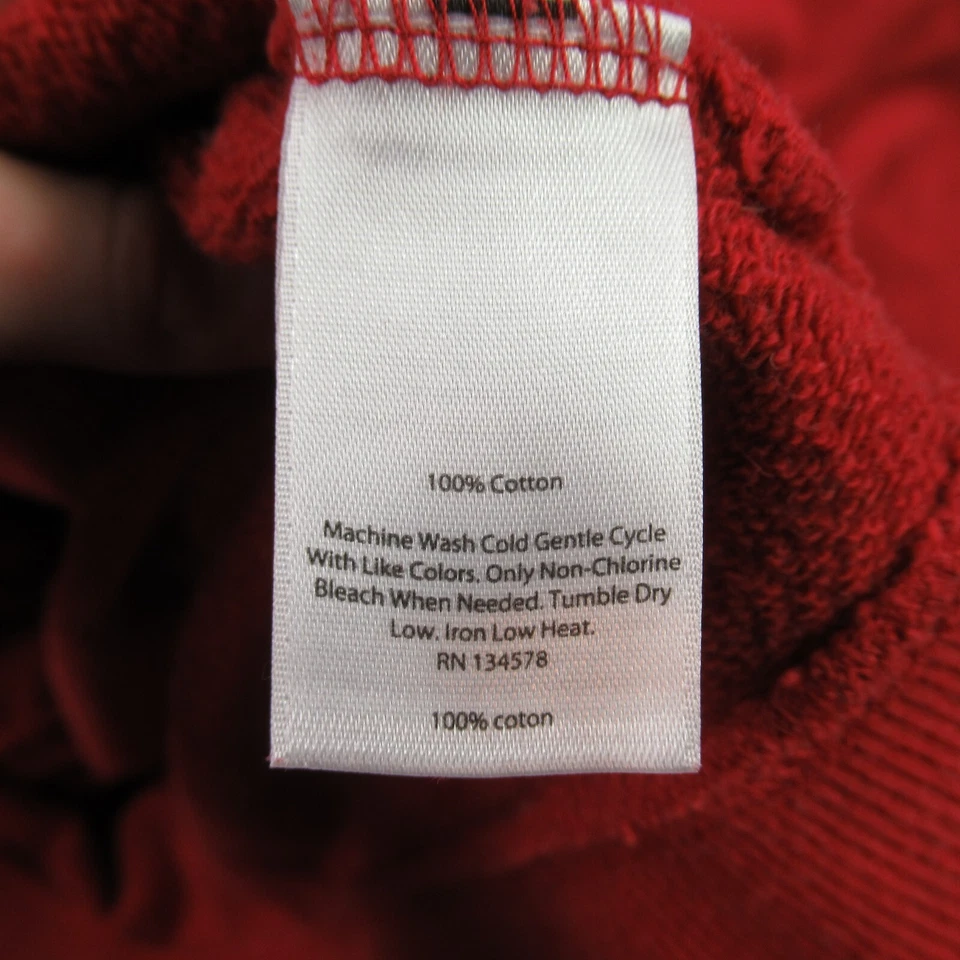 100% Cotton
Machine Wash Cold Gentle Cycle
With Like Colors. Only Non-Chlorine
Bleach When Needed. Tumble Dry
Low. Iron Low Heat.
RN 134578
100% coton